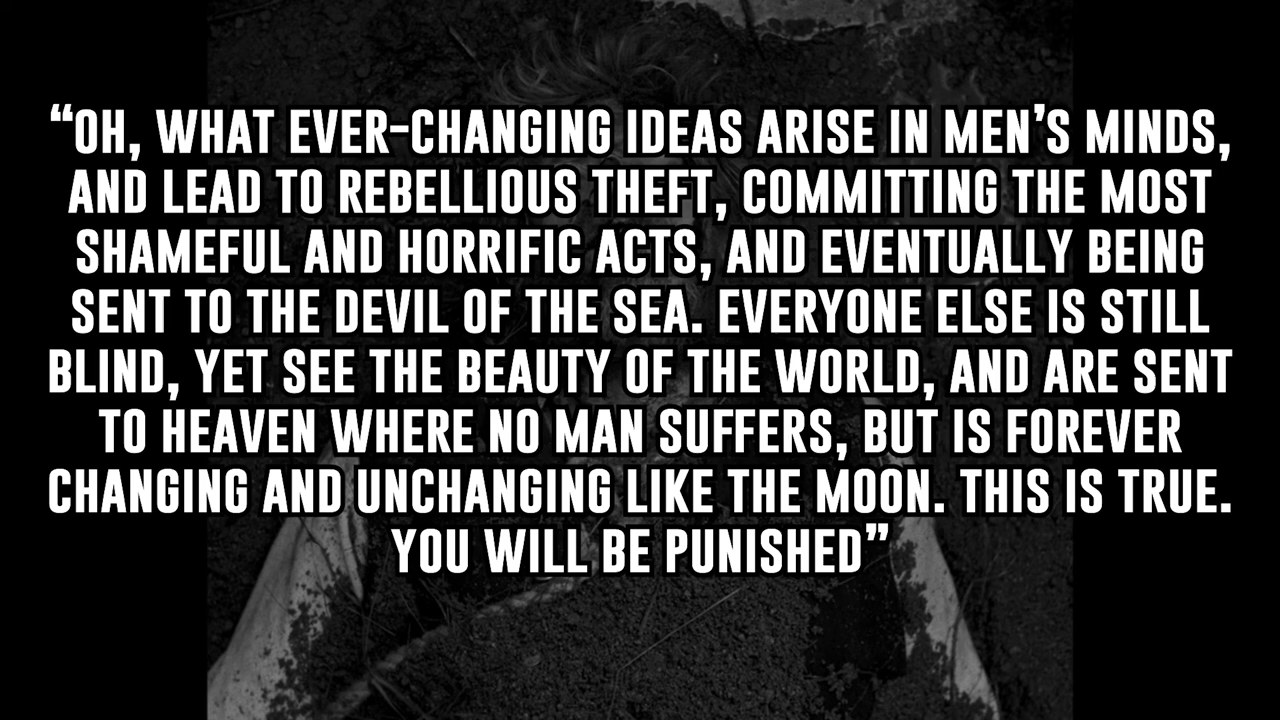 “OH, WHAT EVER-CHANGING IDEAS ARISE IN MEN’S MINDS,
AND LEAD TO REBELLIOUS THEFT, COMMITTING THE MOST
SHAMEFUL AND HORRIFIC ACTS, AND EVENTUALLY BEING
SENT TO THE DEVIL OF THE SEA. EVERYONE ELSE IS STILL
BLIND, YET SEE THE BEAUTY OF THE WORLD, AND ARE SENT
TO HEAVEN WHERE NO MAN SUFFERS, BUT IS FOREVER
CHANGING AND UNCHANGING LIKE THE MOON. THIS IS TRUE.
YOU WILL BE PUNISHED”